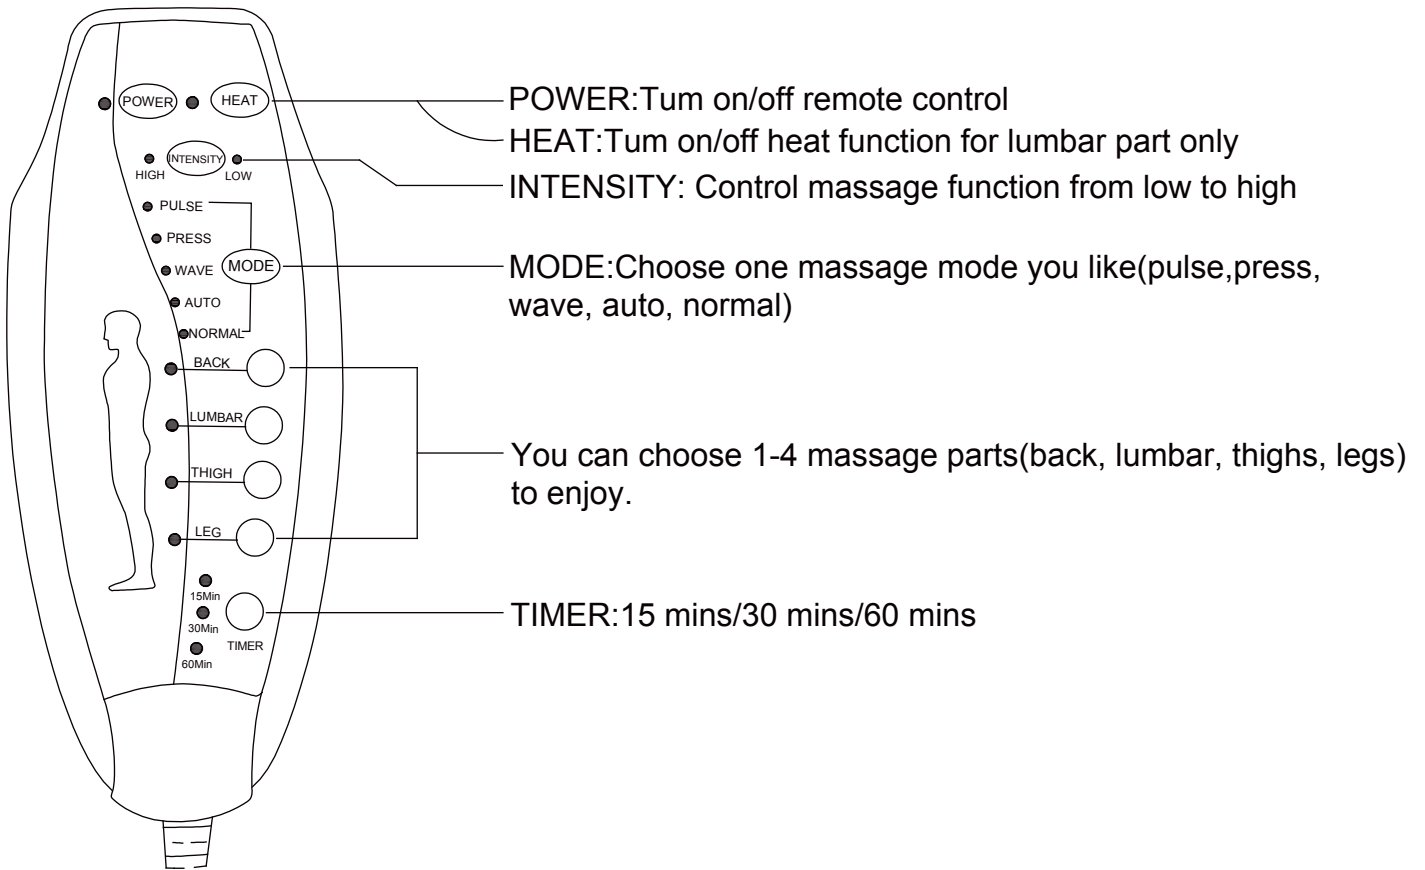 POWER HEAT
POWER:Tum on/off remote control
HEAT:Tum on/off heat function for lumbar part only
INTENSITY
HIGH LOW
INTENSITY: Control massage function from low to high
PULSE
PRESS
WAVE MODE
AUTO
NORMAL
MODE:Choose one massage mode you like(pulse,press,
wave, auto, normal)
BACK
LUMBAR
THIGH
LEG
You can choose 1-4 massage parts(back, lumbar, thighs, legs)
to enjoy.
15Min
30Min
60Min
TIMER
TIMER:15 mins/30 mins/60 mins